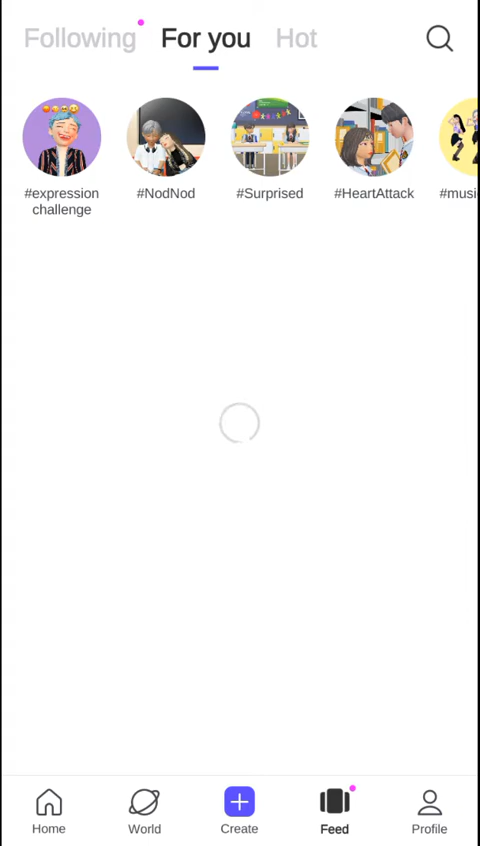 Following For you Hot
#expression
challenge
#NodNod
#Surprised
#HeartAttack
Home World Create Feed Profile